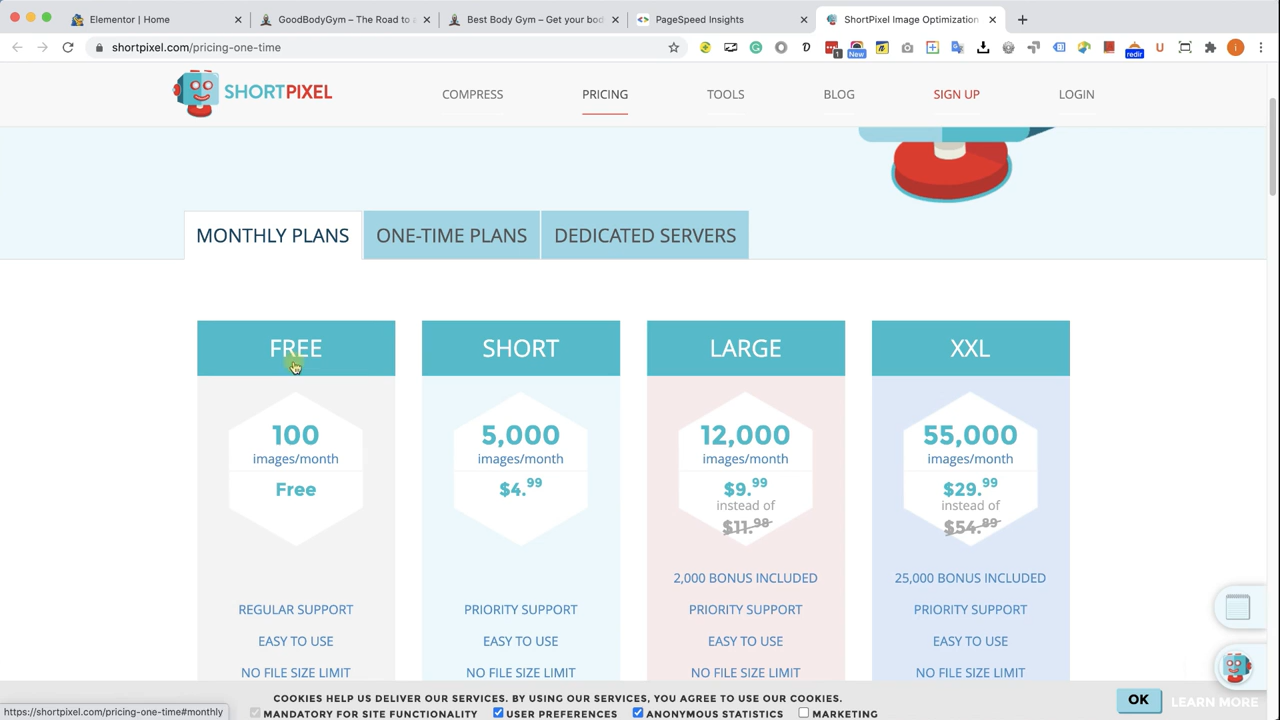 Elementor | Home
GoodBodyGym – The Road to a
Best Body Gym – Get your bod
PageSpeed Insights
ShortPixel Image Optimization
shortpixel.com/pricing-one-time
1
New
redir
i
SHORTPIXEL
COMPRESS
PRICING
TOOLS
BLOG
SIGN UP
LOGIN
MONTHLY PLANS
ONE-TIME PLANS
DEDICATED SERVERS
FREE
100
images/month
Free
REGULAR SUPPORT
EASY TO USE
NO FILE SIZE LIMIT
SHORT
5,000
images/month
$4.99
PRIORITY SUPPORT
EASY TO USE
NO FILE SIZE LIMIT
LARGE
12,000
images/month
$9.99
instead of
$11.98
2,000 BONUS INCLUDED
PRIORITY SUPPORT
EASY TO USE
NO FILE SIZE LIMIT
XXL
55,000
images/month
$29.99
instead of
$54.89
25,000 BONUS INCLUDED
PRIORITY SUPPORT
EASY TO USE
NO FILE SIZE LIMIT
COOKIES HELP US DELIVER OUR SERVICES. BY USING OUR SERVICES, YOU AGREE TO USE OUR COOKIES.
MANDATORY FOR SITE FUNCTIONALITY USER PREFERENCES ANONYMOUS STATISTICS MARKETING
OK
LEARN MORE
https://shortpixel.com/pricing-one-time#monthly